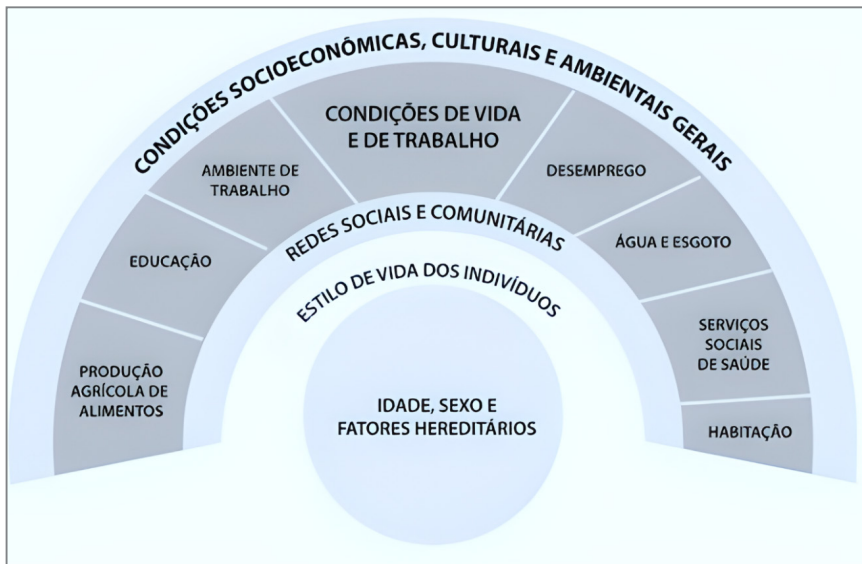 CONDIÇÕES SOCIOECONÔMICAS, CULTURAIS E AMBIENTAIS GERAIS
CONDIÇÕES DE VIDA
E DE TRABALHO
AMBIENTE DE
TRABALHO
DESEMPREGO
EDUCAÇÃO
ÁGUA E ESGOTO
PRODUÇÃO
AGRÍCOLA DE
ALIMENTOS
SERVIÇOS
SOCIAIS
DE SAÚDE
HABITAÇÃO
REDES SOCIAIS E COMUNITÁRIAS
ESTILO DE VIDA DOS INDIVÍDUOS
IDADE, SEXO E
FATORES HEREDITÁRIOS